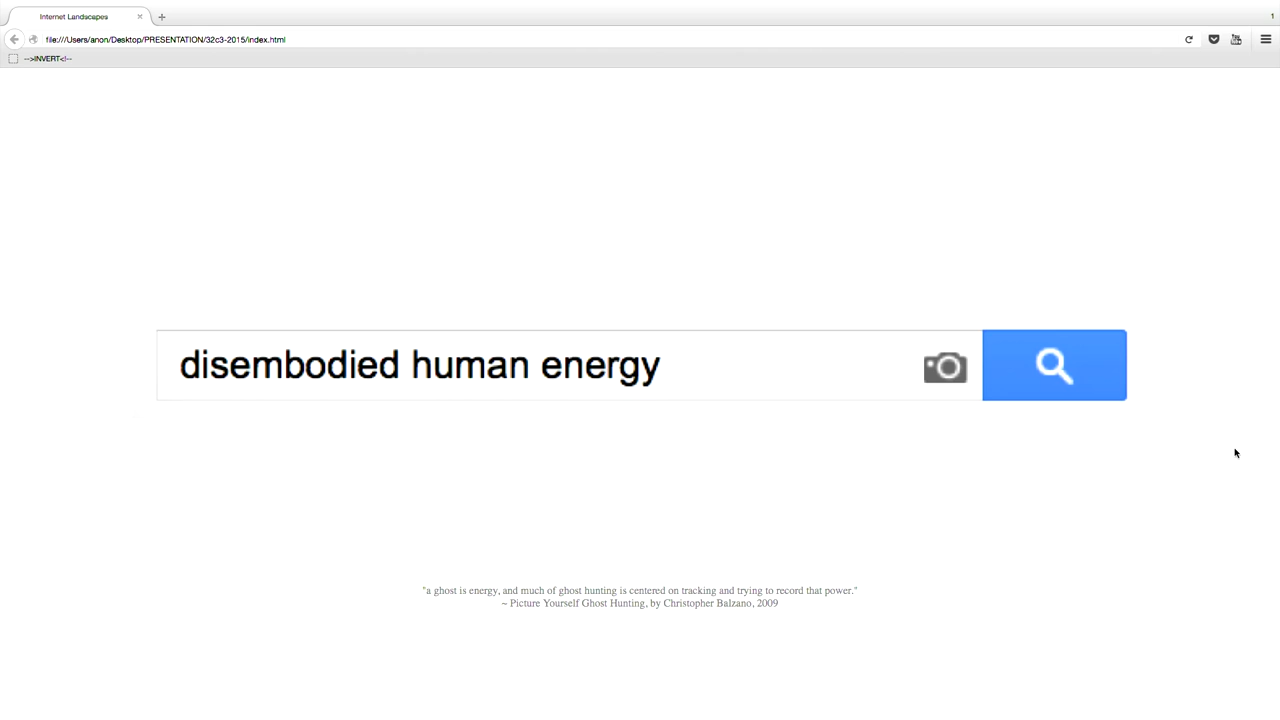 Internet Landscapes
1
file:///Users/anon/Desktop/PRESENTATION/32c3-2015/index.html
-->INVERT<!--
disembodied human energy
"a ghost is energy, and much of ghost hunting is centered on tracking and trying to record that power."
~ Picture Yourself Ghost Hunting, by Christopher Balzano, 2009